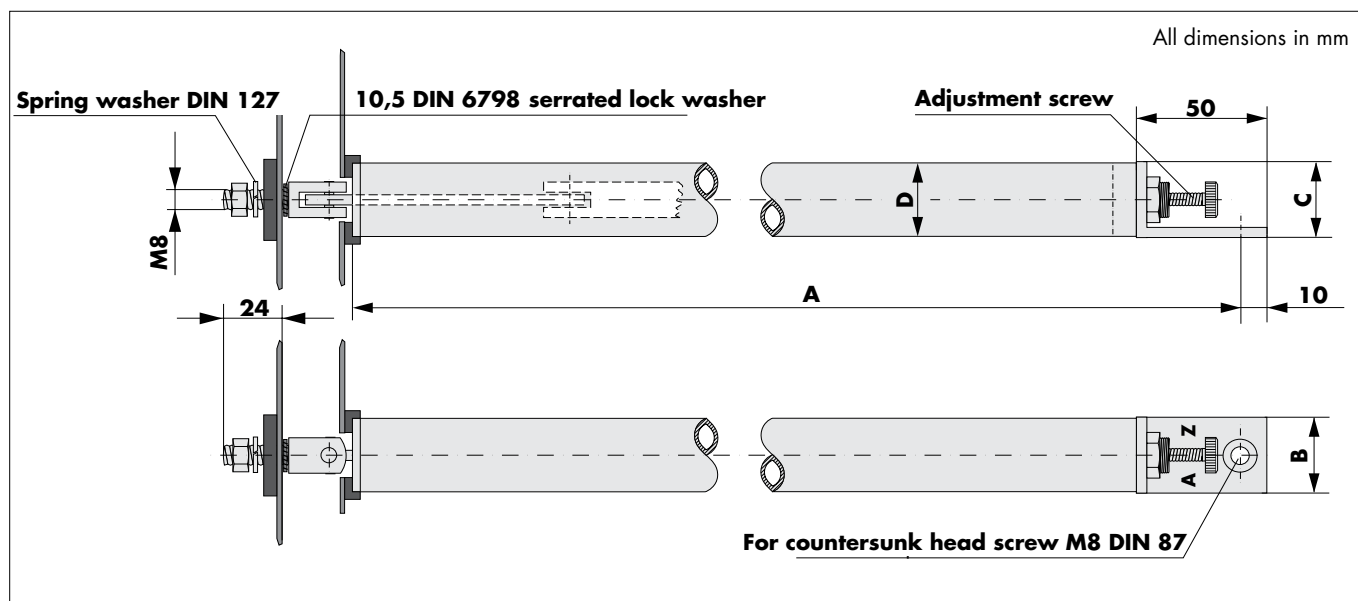 All dimensions in mm
Spring washer DIN 127
10,5 DIN 6798 serrated lock washer
Adjustment screw
50
M8
D
C
A
10
24
Z
A
B
For countersunk head screw M8 DIN 87